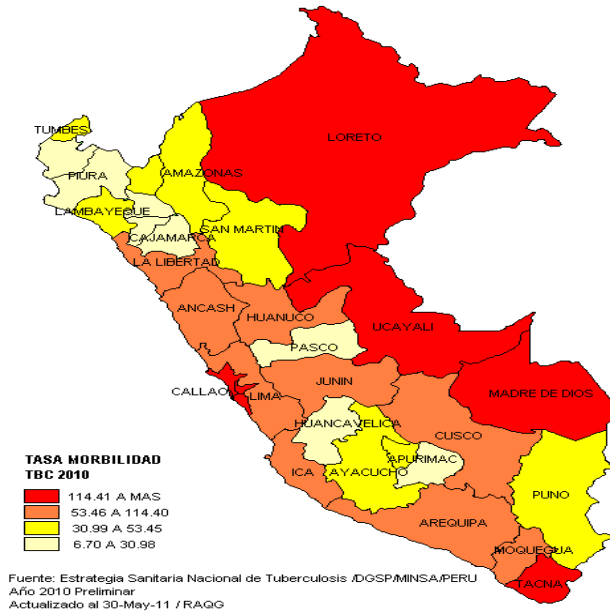 LORETO
TUMBES
AMAZONAS
PIURA
LAMBAYEQUE
SAN MARTIN
CAJAMARCA
LA LIBERTAD
ANCASH
HUANUCO
UCAYALI
PASCO
MADRE DE DIOS
JUNIN
CALLAO
LIMA
HUANCAVELICA
CUSCO
APURIMAC
ICA
AYACUCHO
PUNO
AREQUIPA
MOQUEGUA
TACNA
TASA MORBILIDAD
TBC 2010
114.41 A MAS
53.46 A 114.40
30.99 A 53.45
6.70 A 30.98
Fuente: Estrategia Sanitaria Nacional de Tuberculosis /DGSP/MINSA/PERU
Año 2010 Preliminar
Actualizado al 30-May-11 / RAQG